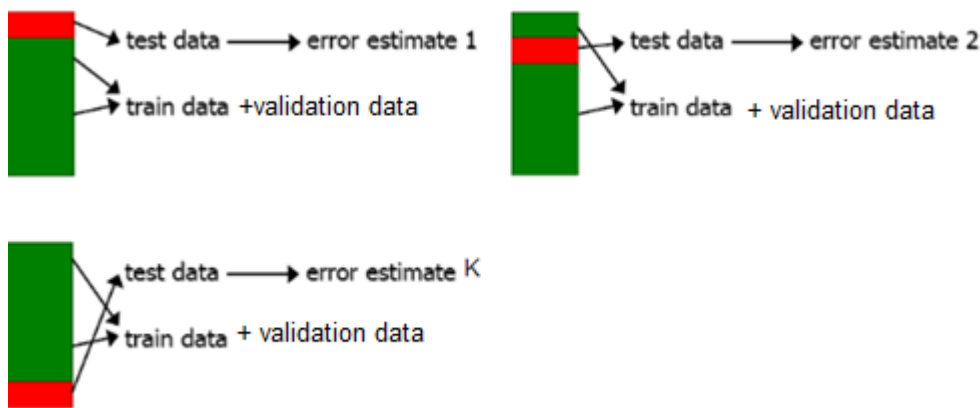 test data error estimate 1
train data +validation data
test data error estimate 2
train data + validation data
test data error estimate K
train data + validation data